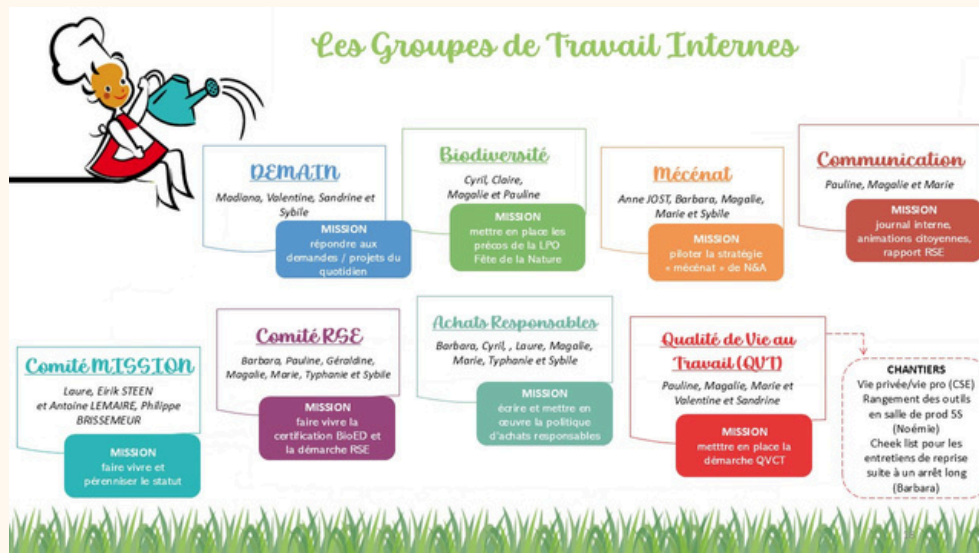 Les Groupes de Travail Internes
DEMAIN
Madiana, Valentine, Sandrine et
Sybile
MISSION
répondre aux
demandes / projets du
quotidien
Biodiversité
Cyril, Claire,
Magalie et Pauline
MISSION
mettre en place les
précos de la LPO
Fête de la Nature
Mécénat
Anne JOST, Barbara, Magalie,
Marie et Sybile
MISSION
piloter la stratégie
« mécénat » de N&A
Communication
Pauline, Magalie et Marie
MISSION
journal interne,
animations citoyennes,
rapport RSE
Comité MISSION
Laure, Eirik STEEN
et Antoine LEMAIRE, Philippe
BRISSEMEUR
MISSION
faire vivre et
pérenniser le statut
Comité RSE
Barbara, Pauline, Géraldine,
Magalie, Marie, Typhanie et Sybile
MISSION
faire vivre la
certification BioED et
la démarche RSE
Achats Responsables
Barbara, Cyril, , Laure, Magalie,
Marie, Typhanie et Sybile
MISSION
écrire et mettre en
œuvre la politique
d'achats responsables
Qualité de Vie au
Travail (QVT)
Pauline, Magalie, Marie et
Valentine et Sandrine
MISSION
metttre en place la
démarche QVCT
CHANTIERS
Vie privée/vie pro (CSE)
Rangement des outils
en salle de prod SS
(Noémie)
Cheek list pour les
entretiens de reprise
suite à un arrêt long
(Barbara)